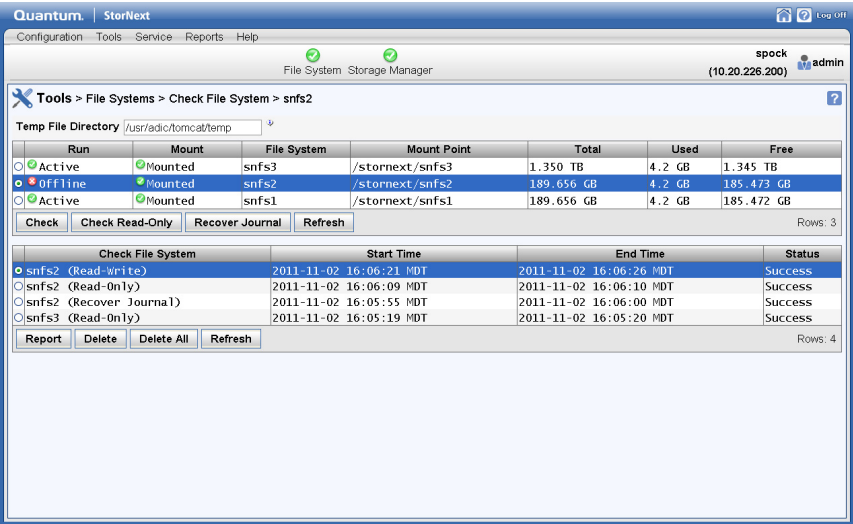 Quantum. StorNext Log Off
Configuration Tools Service Reports Help
File System Storage Manager spock (10.20.226.200) admin
Tools > File Systems > Check File System > snfs2 ?
Temp File Directory /usr/adic/tomcat/temp
Run Mount File System Mount Point Total Used Free
Active Mounted snfs3 /stornext/snfs3 1.350 TB 4.2 GB 1.345 TB
Offline Mounted snfs2 /stornext/snfs2 189.656 GB 4.2 GB 185.473 GB
Active Mounted snfs1 /stornext/snfs1 189.656 GB 4.2 GB 185.472 GB
Check Check Read-Only Recover Journal Refresh Rows: 3
Check File System Start Time End Time Status
snfs2 (Read-Write) 2011-11-02 16:06:21 MDT 2011-11-02 16:06:26 MDT Success
snfs2 (Read-Only) 2011-11-02 16:06:09 MDT 2011-11-02 16:06:10 MDT Success
snfs2 (Recover Journal) 2011-11-02 16:05:55 MDT 2011-11-02 16:06:00 MDT Success
snfs3 (Read-Only) 2011-11-02 16:05:19 MDT 2011-11-02 16:05:20 MDT Success
Report Delete Delete All Refresh Rows: 4